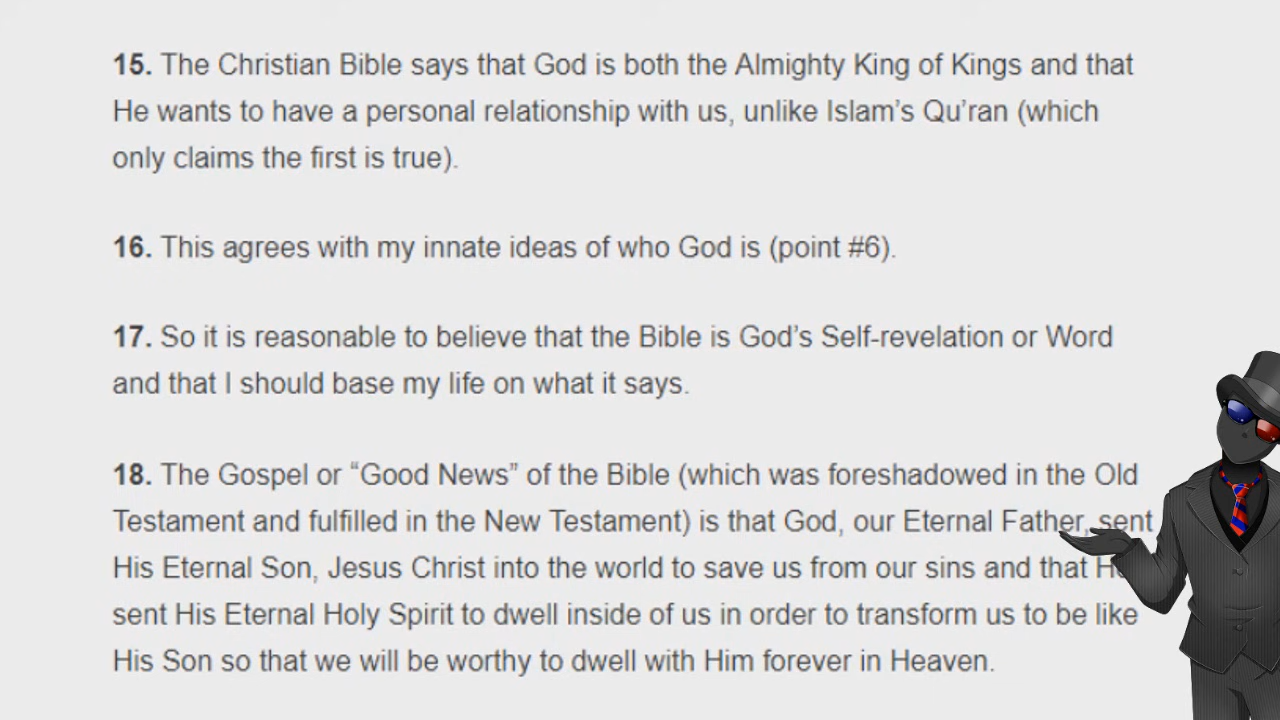 15. The Christian Bible says that God is both the Almighty King of Kings and that
He wants to have a personal relationship with us, unlike Islam’s Qu’ran (which
only claims the first is true).
16. This agrees with my innate ideas of who God is (point #6).
17. So it is reasonable to believe that the Bible is God’s Self-revelation or Word
and that I should base my life on what it says.
18. The Gospel or “Good News” of the Bible (which was foreshadowed in the Old
Testament and fulfilled in the New Testament) is that God, our Eternal Father, sent
His Eternal Son, Jesus Christ into the world to save us from our sins and that He
sent His Eternal Holy Spirit to dwell inside of us in order to transform us to be like
His Son so that we will be worthy to dwell with Him forever in Heaven.